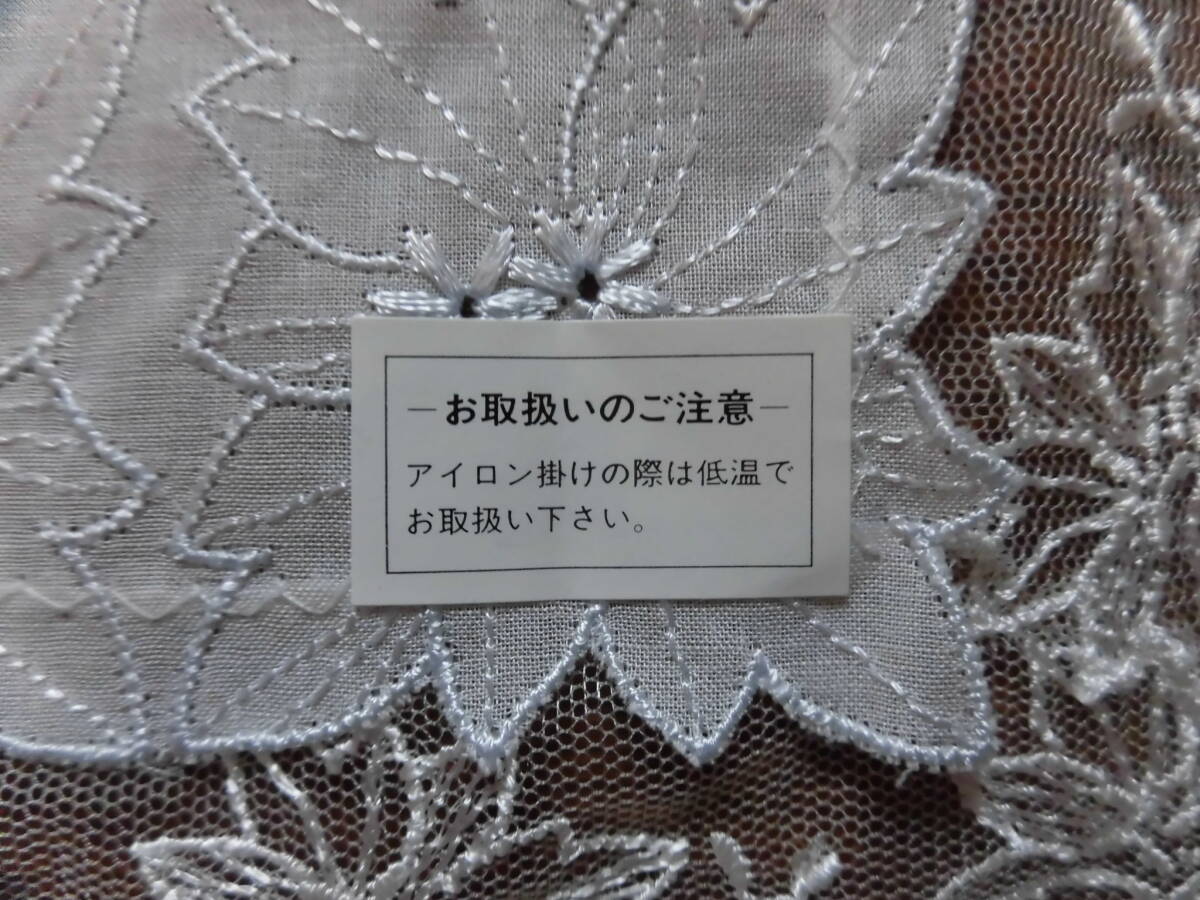 －お取扱いのご注意－
アイロン掛けの際は低温で
お取扱い下さい。